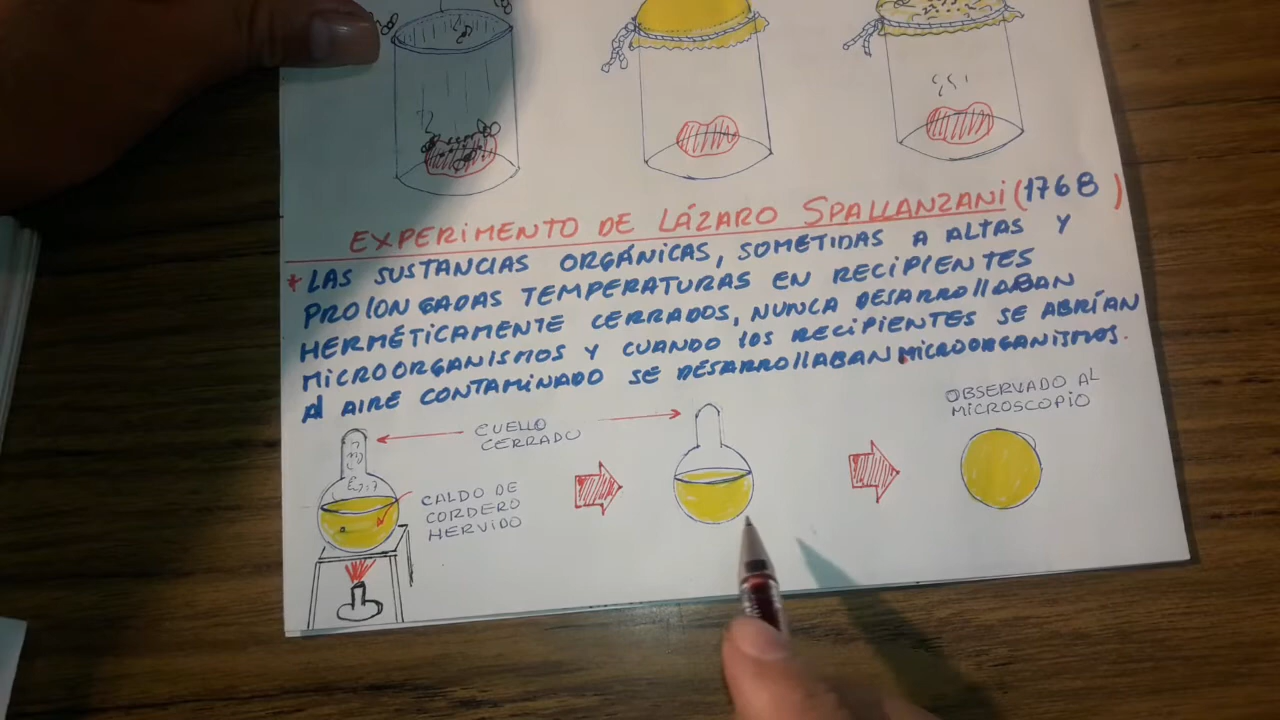 EXPERIMENTO DE LÁZARO SPALLANZANI (1768)
* LAS SUSTANCIAS ORGÁNICAS, SOMETIDAS A ALTAS Y
PROLONGADAS TEMPERATURAS EN RECIPIENTES
HERMÉTICAMENTE CERRADOS, NUNCA DESARROLLABAN
MICROORGANISMOS Y CUANDO LOS RECIPIENTES SE ABRÍAN
AL AIRE CONTAMINADO SE DESARROLLABAN MICROORGANISMOS.
CUELLO
CERRADO
CALDO DE
CORDERO
HERVIDO
OBSERVADO AL
MICROSCOPIO